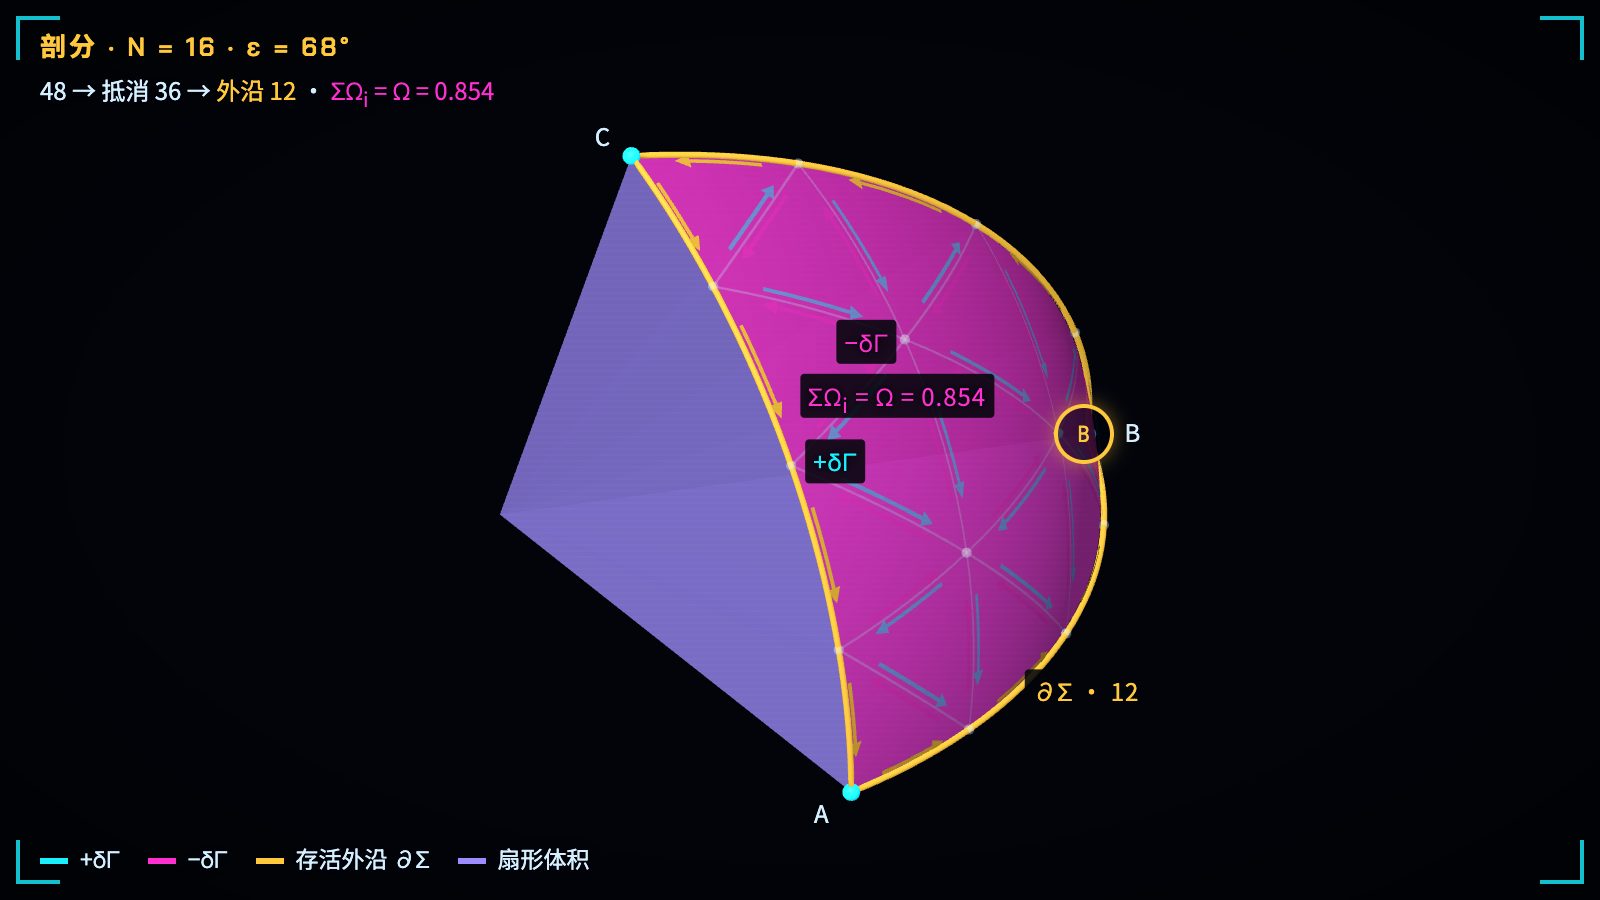 剖分 · N = 16 · ε = 68°
48 → 抵消 36 → 外沿 12 • ΣΩi = Ω = 0.854
C
−δΓ
ΣΩi = Ω = 0.854
B B
+δΓ
∂Σ • 12
A
+δΓ −δΓ 存活外沿 ∂Σ 扇形体积